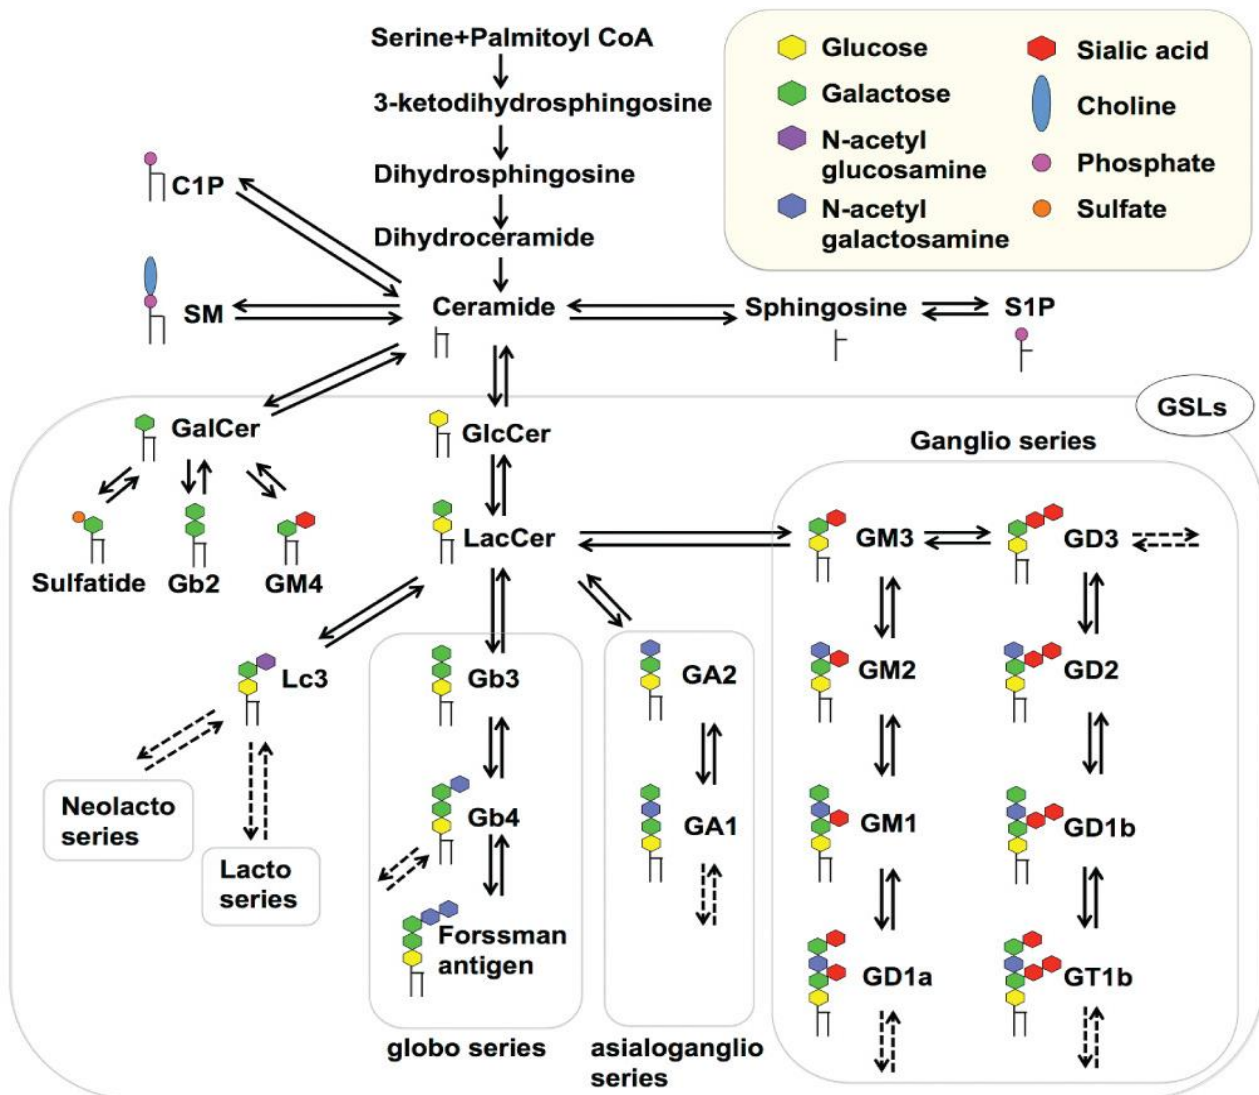 Serine+Palmitoyl CoA
3-ketodihydrosphingosine
Dihydrosphingosine
Dihydroceramide
Glucose
Galactose
N-acetyl
glucosamine
N-acetyl
galactosamine
Sialic acid
Choline
Phosphate
Sulfate
C1P
SM
Ceramide
Sphingosine
S1P
GSLs
GalCer
GlcCer
Ganglio series
Sulfatide
Gb2
GM4
LacCer
GM3
GD3
Lc3
Gb3
GA2
GM2
GD2
Neolacto
series
Lacto
series
Gb4
GA1
GM1
GD1b
Forssman
antigen
GD1a
GT1b
globo series
asialoganglio
series